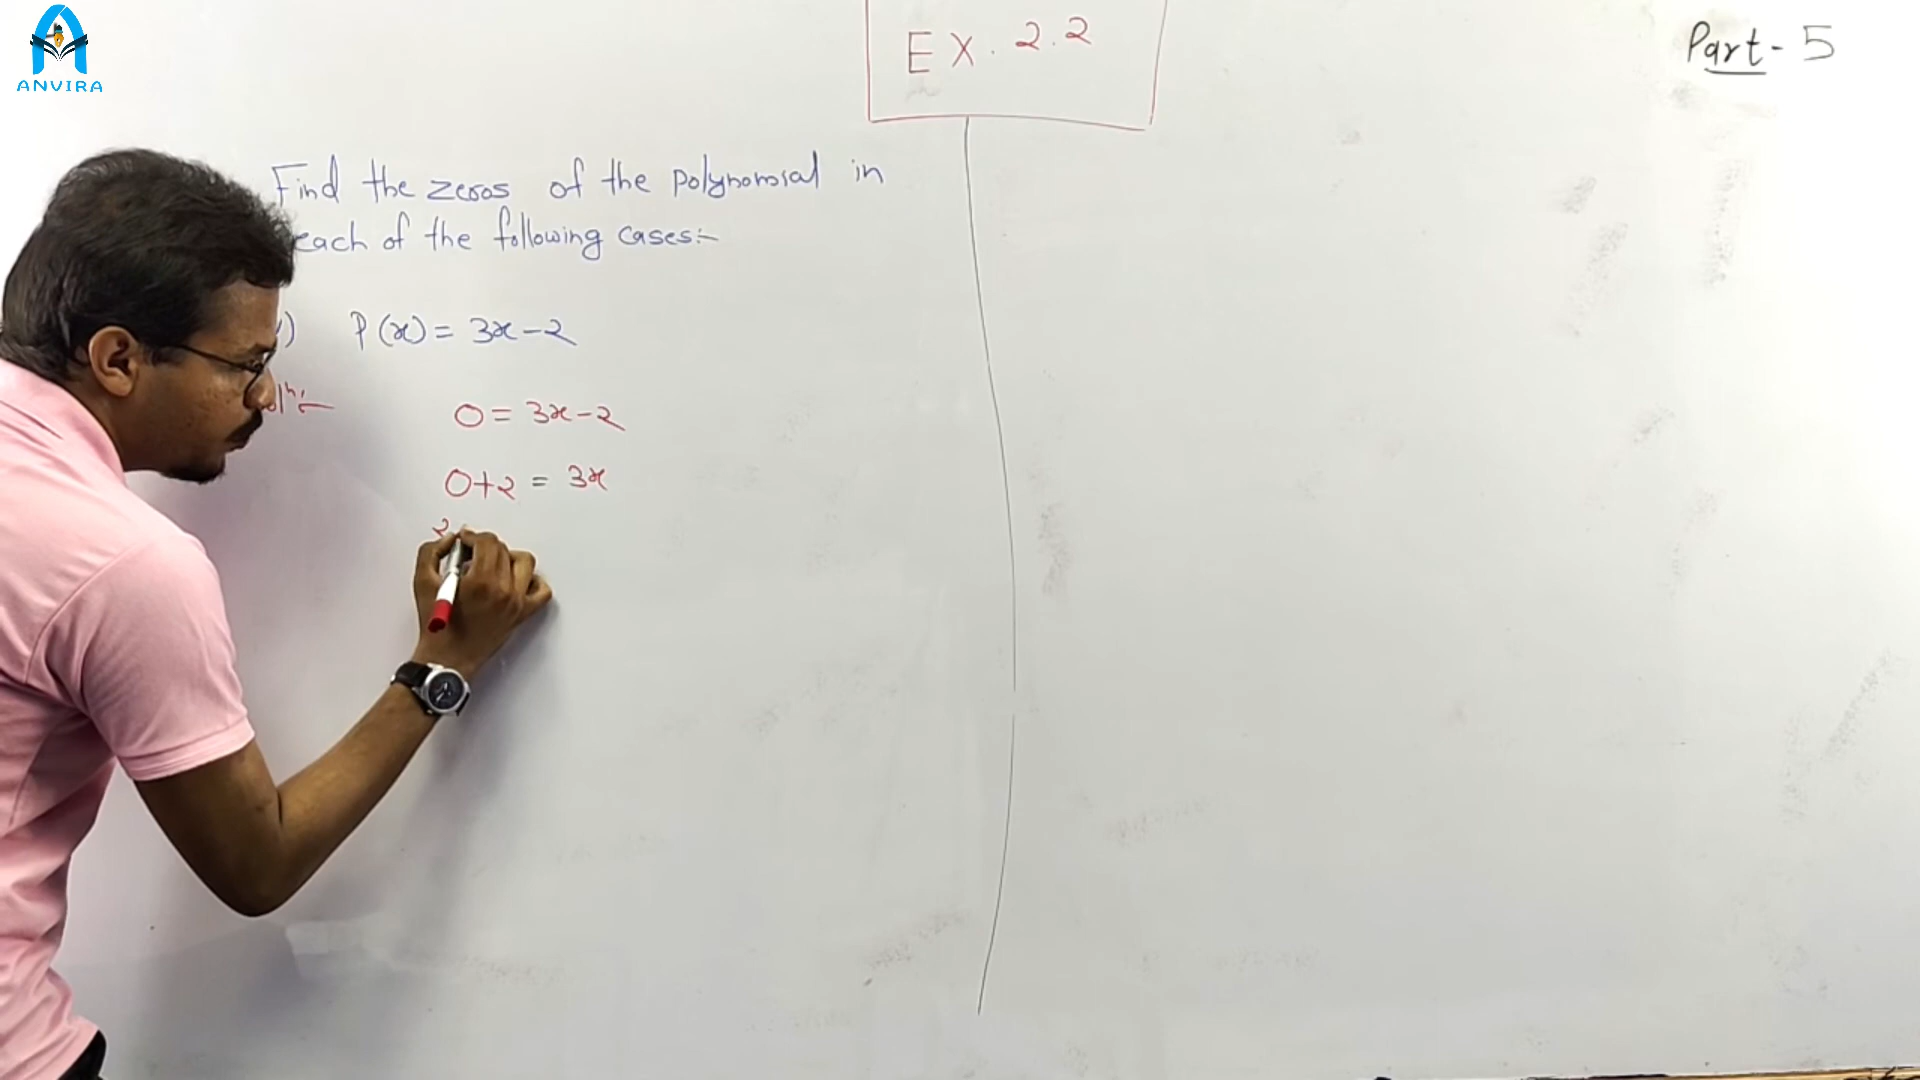 ANVIRA
EX. 2.2
Part - 5
Find the zeros of the polynomial in
each of the following cases:-
) P(x) = 3x-2
0 = 3x-2
0+2 = 3x
2